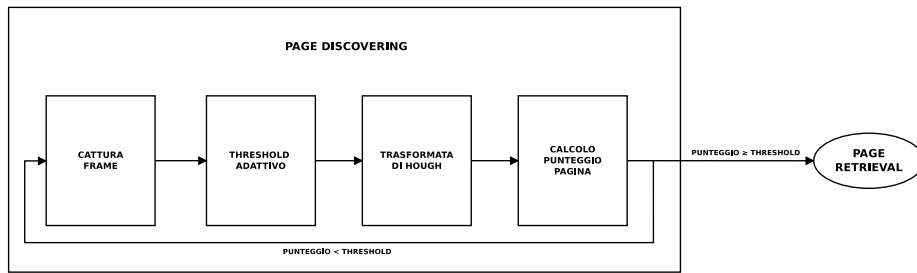 PAGE DISCOVERING
CATTURA
FRAME
THRESHOLD
ADATTIVO
TRASFORMATA
DI HOUGH
CALCOLO
PUNTEGGIO
PAGINA
PUNTEGGIO ≥ THRESHOLD
PAGE
RETRIEVAL
PUNTEGGIO < THRESHOLD